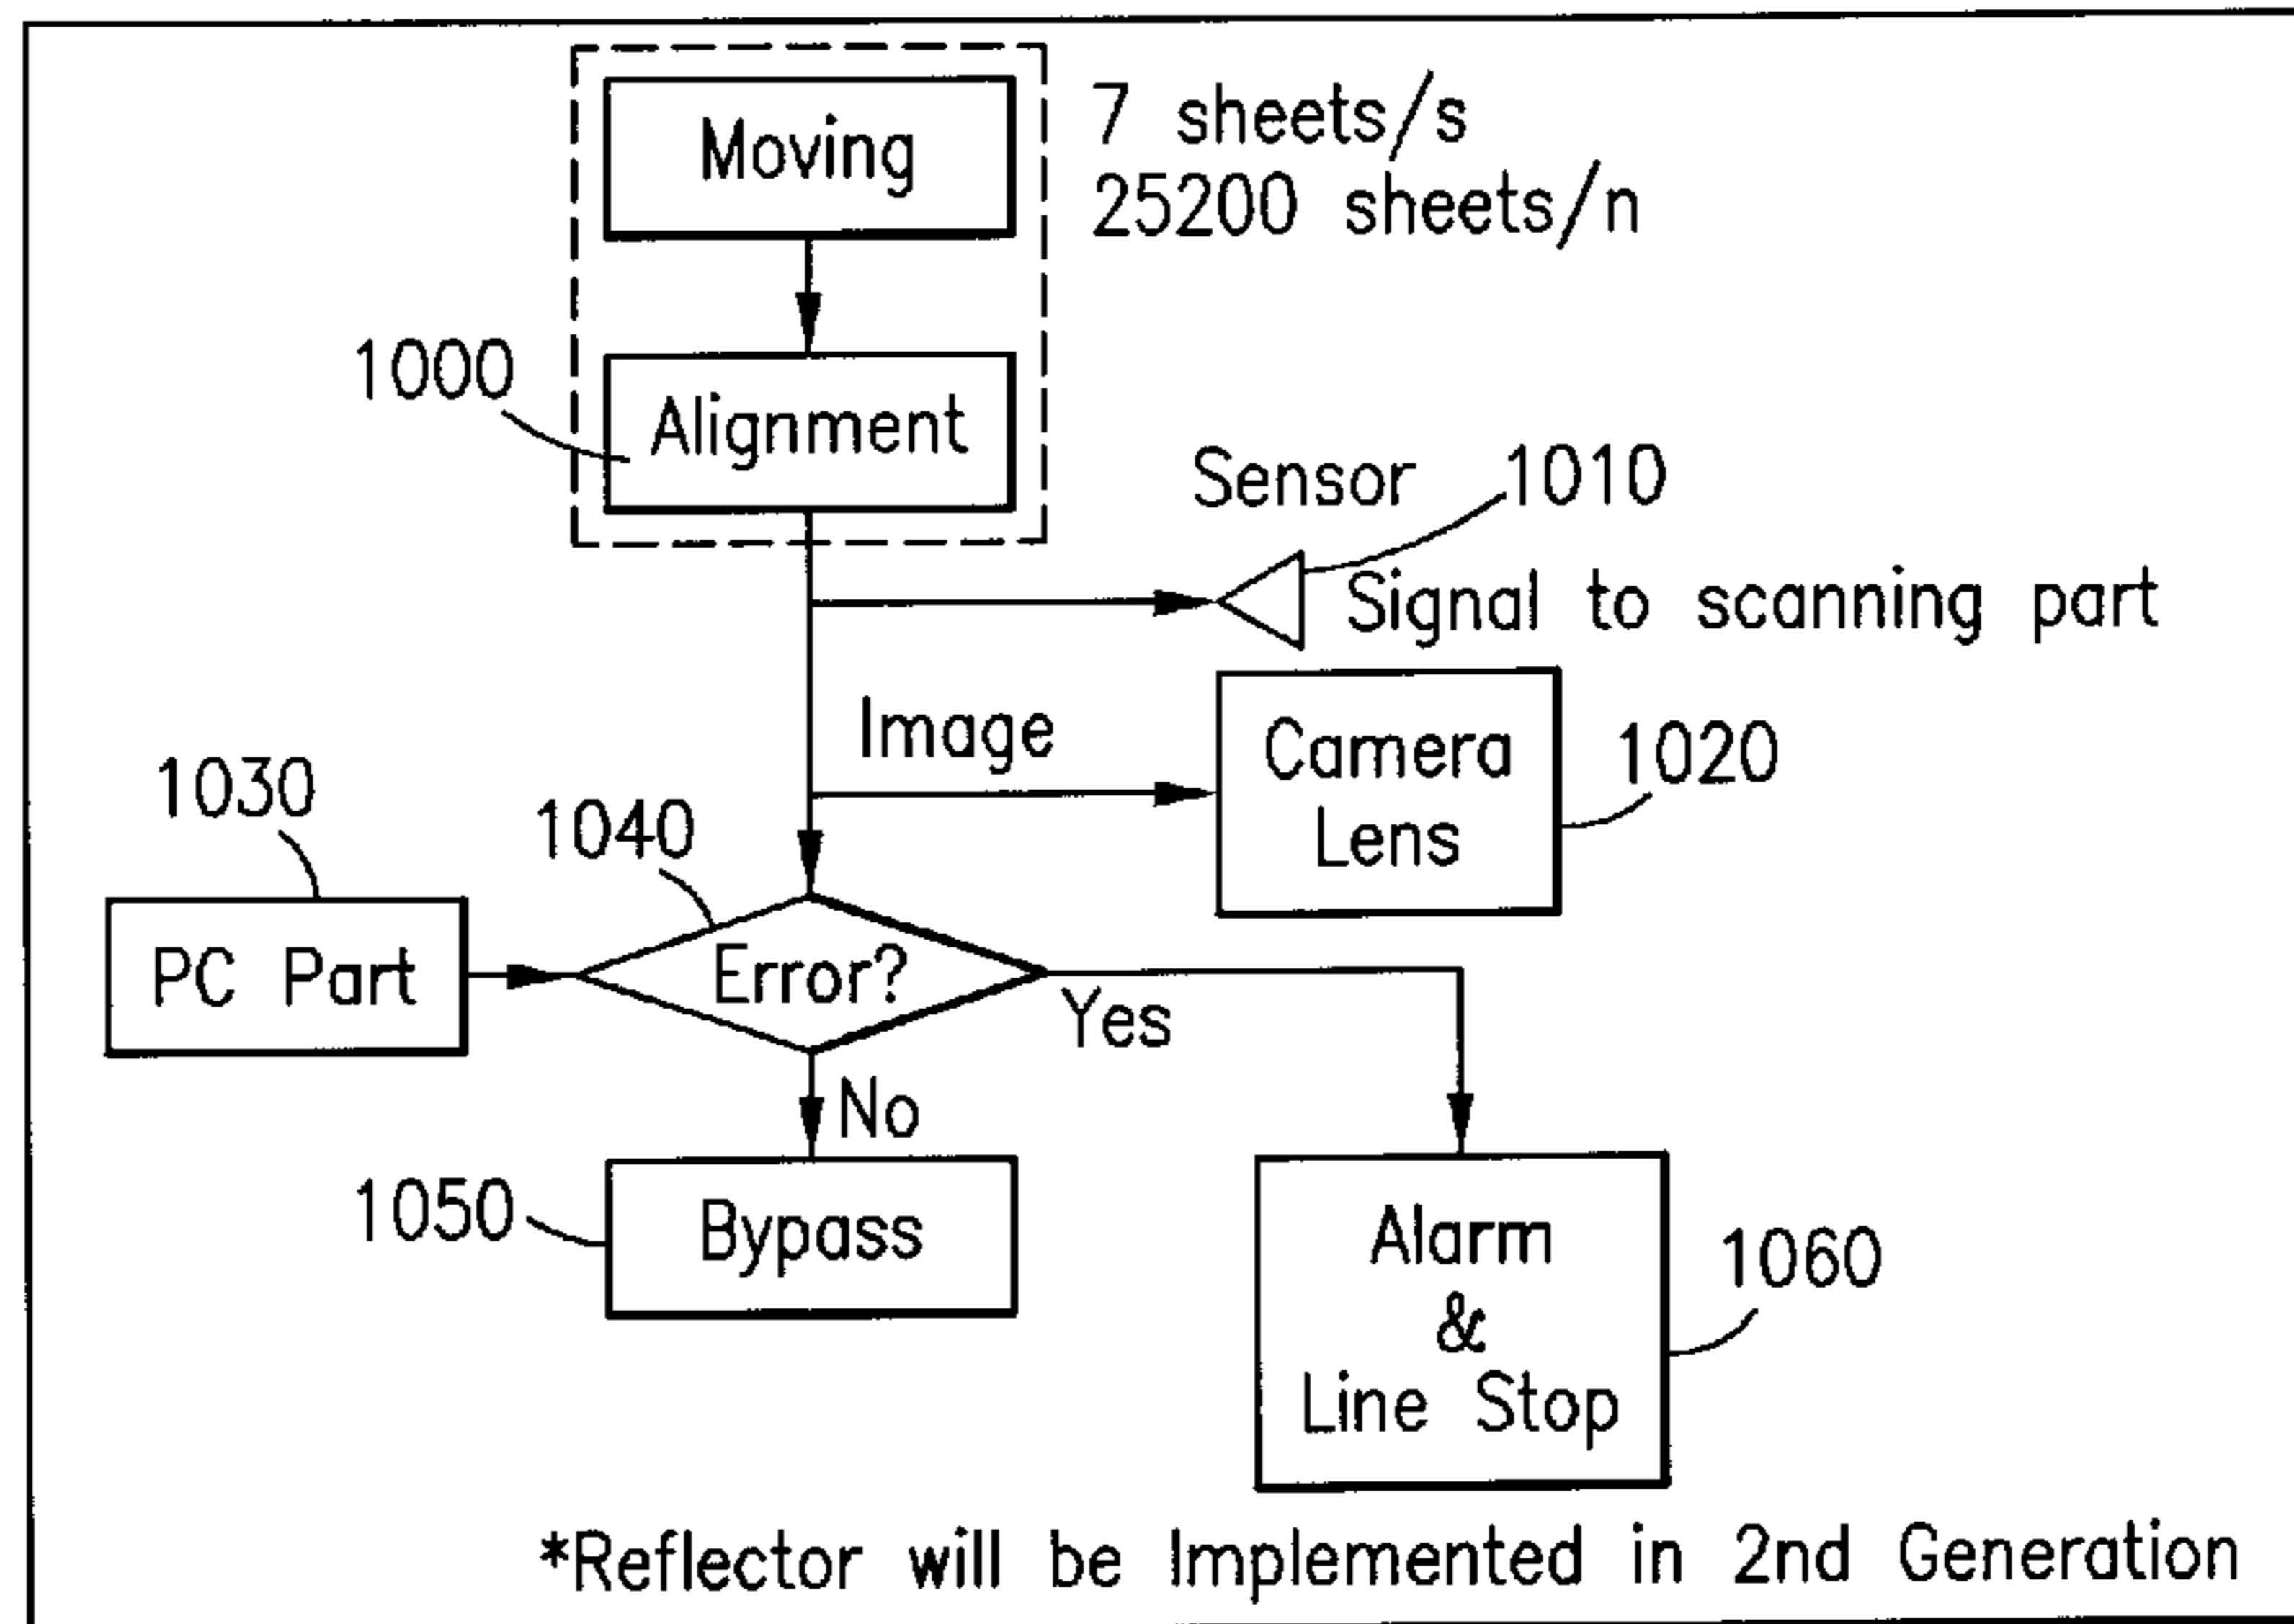 Moving
7 sheets/s
25200 sheets/n
1000
Alignment
Sensor
1010
Signal to scanning part
Image
Camera
Lens
1020
1030
1040
PC Part
Error?
Yes
No
1050
Bypass
Alarm
&
Line Stop
1060
*Reflector will be Implemented in 2nd Generation